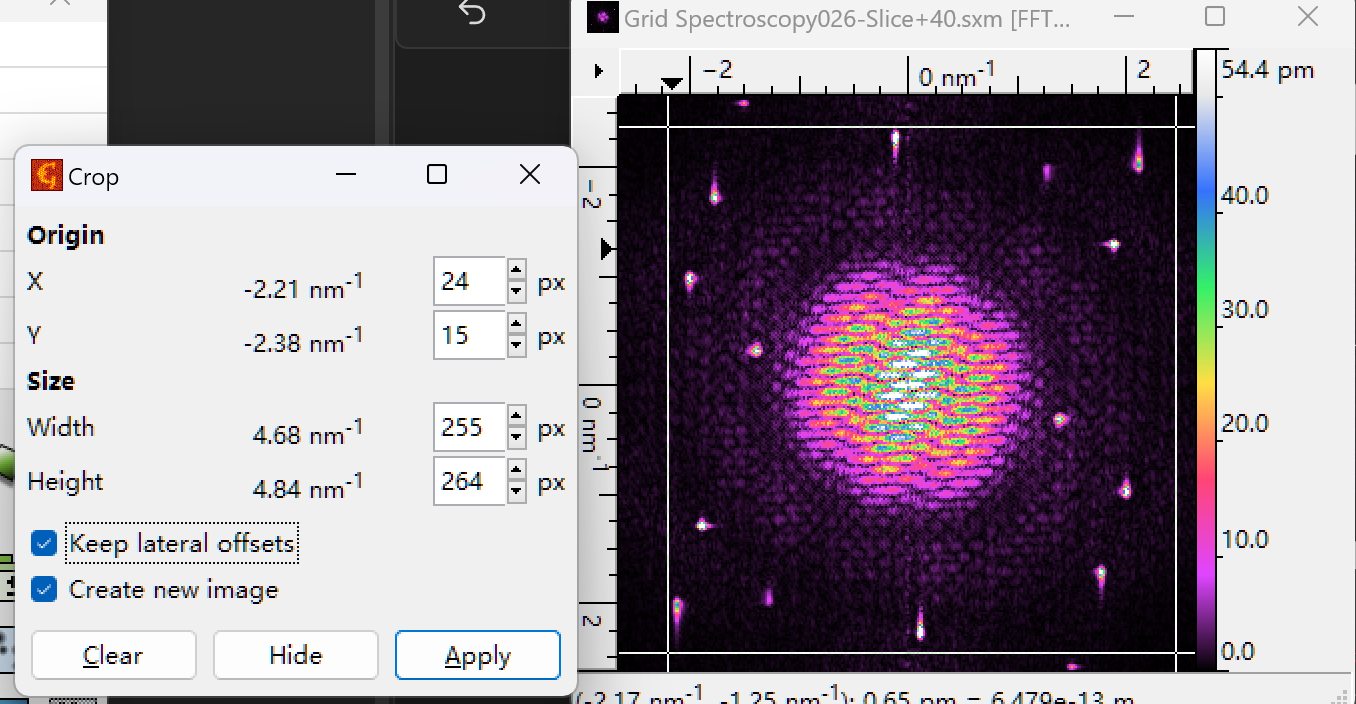 Grid Spectroscopy026-Slice+40.sxm [FFT...
Crop
Origin
X -2.21 nm⁻¹ 24 px
Y -2.38 nm⁻¹ 15 px
Size
Width 4.68 nm⁻¹ 255 px
Height 4.84 nm⁻¹ 264 px
Keep lateral offsets
Create new image
Clear Hide Apply
−2 0 nm⁻¹ 2
−2
0 nm⁻¹
2
54.4 pm
40.0
30.0
20.0
10.0
0.0
(-2.17 nm⁻¹, -1.25 nm⁻¹): 0.65 pm = 6.479e-13 m